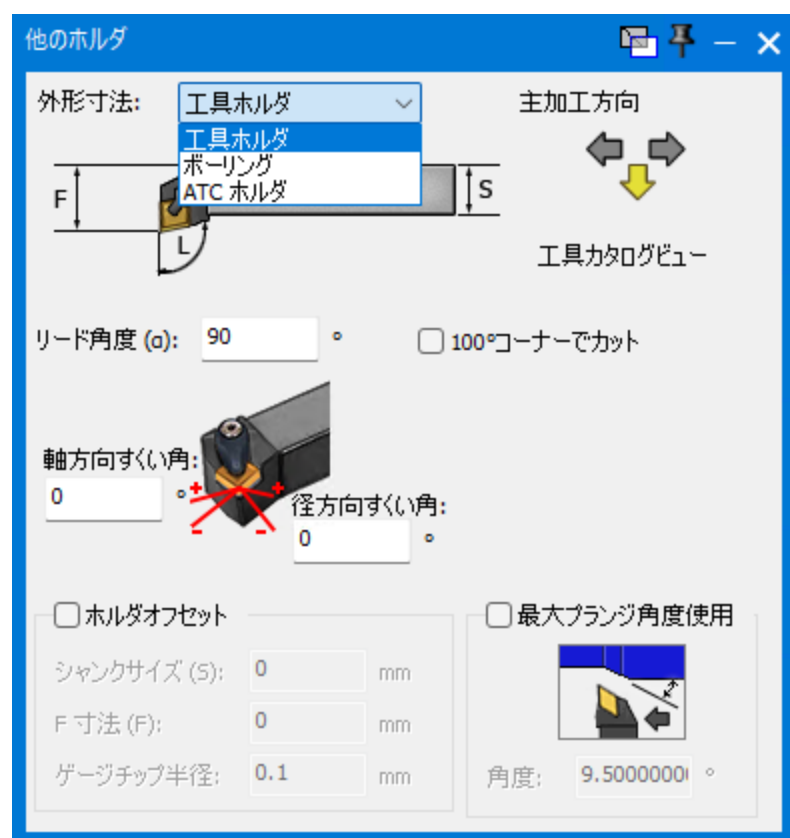 他のホルダ
外形寸法: 工具ホルダ 主加工方向
工具ホルダ
ボーリング
ATC ホルダ
F S
L
工具カタログビュー
リード角度 (α): 90 ° 100°コーナーでカット
軸方向すくい角:
0 ° + +
径方向すくい角:
- -
0 °
ホルダオフセット 最大プランジ角度使用
シャンクサイズ (S): 0 mm
F 寸法 (F): 0 mm
ゲージチップ半径: 0.1 mm 角度: 9.5000000 °